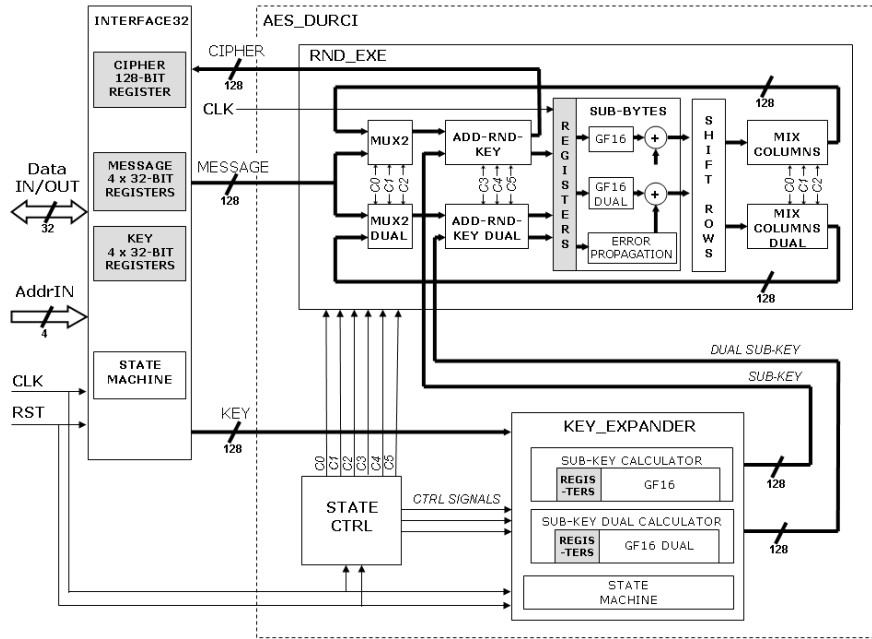 INTERFACE32
AES_DURCI
CIPHER
128-BIT
REGISTER
CIPHER
128
RND_EXE
CLK
128
MUX2
ADD-RND-
KEY
REGISTERS
SUB-BYTES
GF16
+
SHIFT ROWS
MIX
COLUMNS
Data
IN/OUT
32
MESSAGE
4 x 32-BIT
REGISTERS
MESSAGE
128
C0
C1
C2
C3
C4
C5
C0
C1
C2
MUX2
DUAL
ADD-RND-
KEY DUAL
GF16
DUAL
+
ERROR
PROPAGATION
MIX
COLUMNS
DUAL
128
KEY
4 x 32-BIT
REGISTERS
AddrIN
4
STATE
MACHINE
CLK
RST
DUAL SUB-KEY
SUB-KEY
KEY
128
C0
C1
C2
C3
C4
C5
STATE
CTRL
CTRL SIGNALS
KEY_EXPANDER
SUB-KEY CALCULATOR
REGIS
-TERS
GF16
128
SUB-KEY DUAL CALCULATOR
REGIS
-TERS
GF16 DUAL
128
STATE
MACHINE